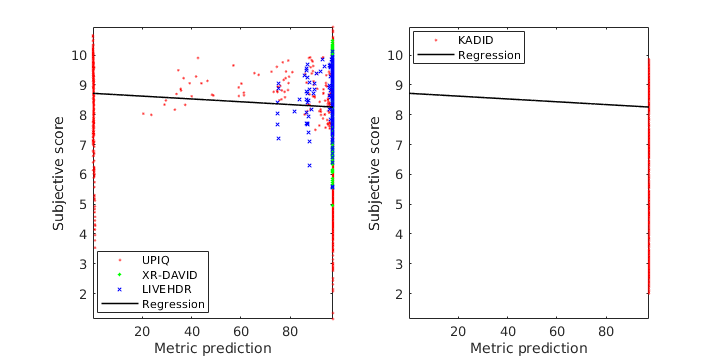 10
9
8
7
6
5
4
3
2
20 40 60 80
Subjective score
Metric prediction
UPIQ
XR-DAVID
LIVEHDR
Regression
10
9
8
7
6
5
4
3
2
20 40 60 80
Subjective score
Metric prediction
KADID
Regression